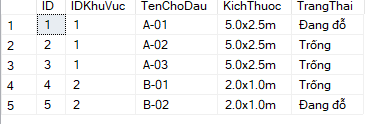 ID IDKhuVuc TenChoDau KichThuoc TrangThai
1 1 1 A-01 5.0x2.5m Đang đỗ
2 2 1 A-02 5.0x2.5m Trống
3 3 1 A-03 5.0x2.5m Trống
4 4 2 B-01 2.0x1.0m Trống
5 5 2 B-02 2.0x1.0m Đang đỗ